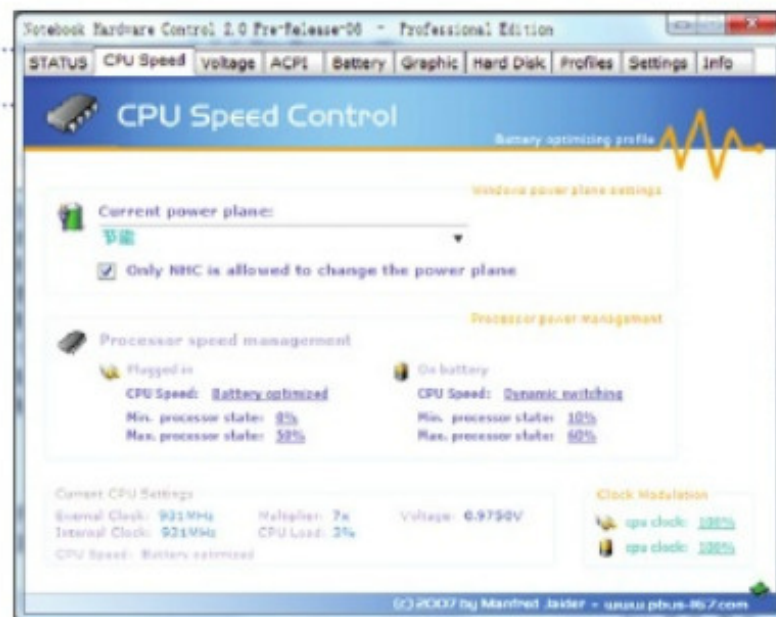 Notebook Hardware Control 2.0 Pre-Release-06 - Professional Edition
STATUS CPU Speed Voltage ACPI Battery Graphic Hard Disk Profiles Settings Info
CPU Speed Control
Battery optimizing profile
Windows power plane settings
Current power plane:
节能
Only NHC is allowed to change the power plane
Processor power management
Processor speed management
Plugged in On battery
CPU Speed: Battery optimized CPU Speed: Dynamic switching
Min. processor state: 0% Min. processor state: 10%
Max. processor state: 50% Max. processor state: 60%
Current CPU Settings Clock Modulation
External Clock: 931MHz Multiplier: 7x Voltage: 0.9750V cpu clock: 100%
Internal Clock: 931MHz CPU Load: 3% cpu clock: 100%
CPU Speed: Battery optimized
(c) 2007 by Manfred Jaider - www.pbus-167.com